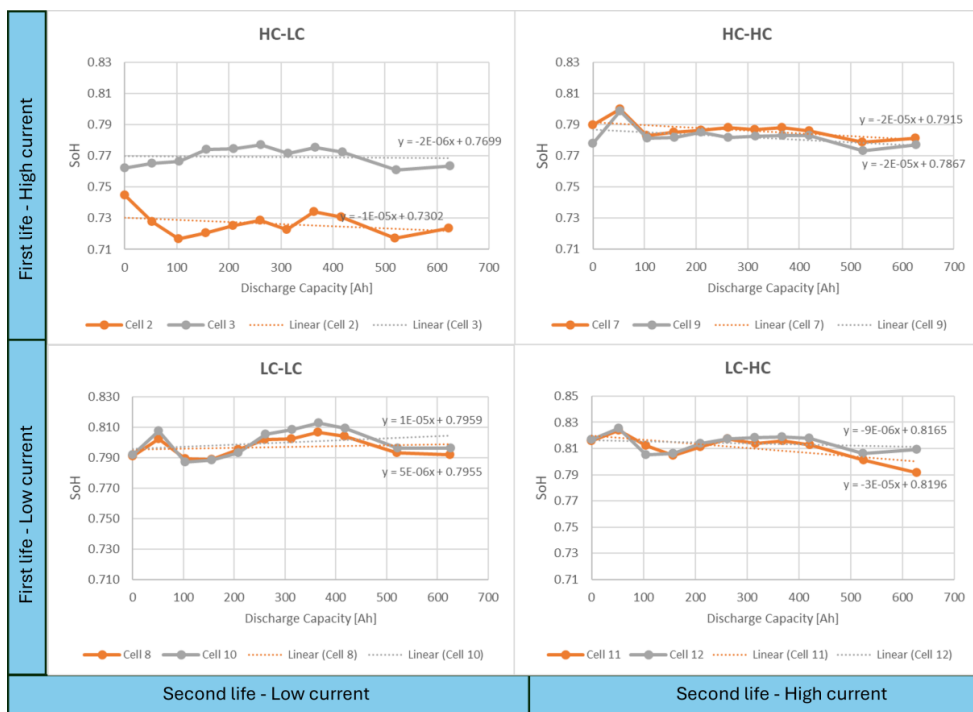 First life - High current
HC-LC
SoH
0.83
0.81
0.79
0.77
0.75
0.73
0.71
y = -2E-06x + 0.7699
y = -1E-05x + 0.7302
0 100 200 300 400 500 600 700
Discharge Capacity [Ah]
Cell 2 Cell 3 Linear (Cell 2) Linear (Cell 3)
HC-HC
SoH
0.83
0.81
0.79
0.77
0.75
0.73
0.71
y = -2E-05x + 0.7915
y = -2E-05x + 0.7867
0 100 200 300 400 500 600 700
Discharge Capacity [Ah]
Cell 7 Cell 9 Linear (Cell 7) Linear (Cell 9)
First life - Low current
LC-LC
SoH
0.830
0.810
0.790
0.770
0.750
0.730
0.710
y = 1E-05x + 0.7959
y = 5E-06x + 0.7955
0 100 200 300 400 500 600 700
Discharge Capacity [Ah]
Cell 8 Cell 10 Linear (Cell 8) Linear (Cell 10)
LC-HC
SoH
0.85
0.83
0.81
0.79
0.77
0.75
0.73
0.71
y = -9E-06x + 0.8165
y = -3E-05x + 0.8196
0 100 200 300 400 500 600 700
Discharge Capacity [Ah]
Cell 11 Cell 12 Linear (Cell 11) Linear (Cell 12)
Second life - Low current
Second life - High current